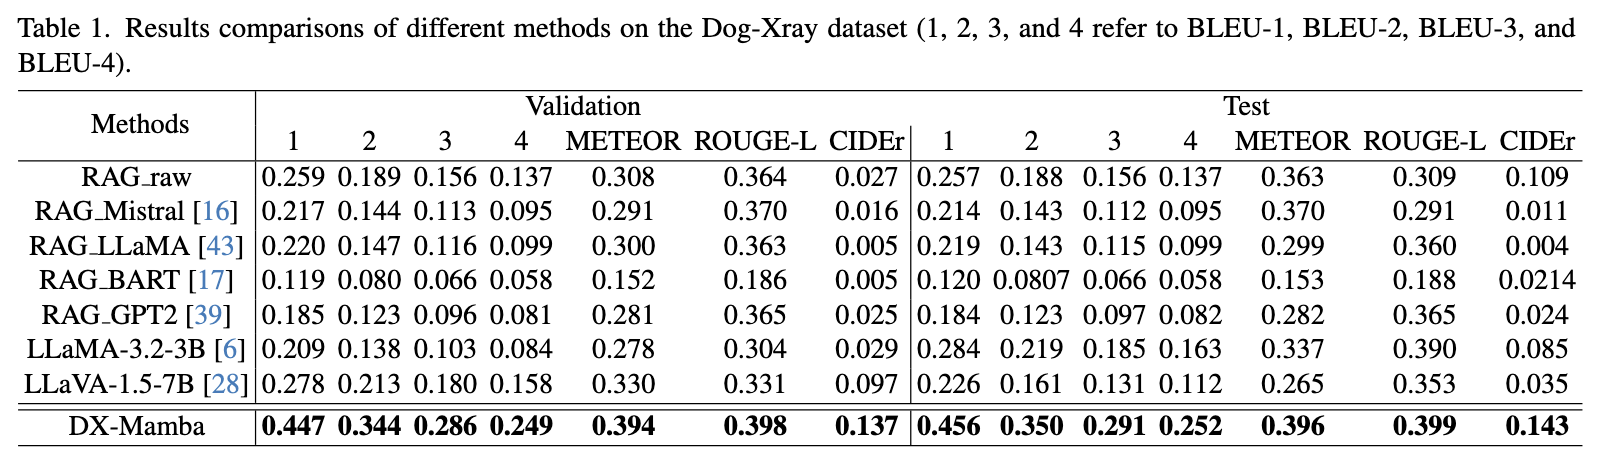 Table 1. Results comparisons of different methods on the Dog-Xray dataset (1, 2, 3, and 4 refer to BLEU-1, BLEU-2, BLEU-3, and
BLEU-4).
Methods Validation Test
1 2 3 4 METEOR ROUGE-L CIDEr 1 2 3 4 METEOR ROUGE-L CIDEr
RAG_raw 0.259 0.189 0.156 0.137 0.308 0.364 0.027 0.257 0.188 0.156 0.137 0.363 0.309 0.109
RAG_Mistral [16] 0.217 0.144 0.113 0.095 0.291 0.370 0.016 0.214 0.143 0.112 0.095 0.370 0.291 0.011
RAG_LLaMA [43] 0.220 0.147 0.116 0.099 0.300 0.363 0.005 0.219 0.143 0.115 0.099 0.299 0.360 0.004
RAG_BART [17] 0.119 0.080 0.066 0.058 0.152 0.186 0.005 0.120 0.0807 0.066 0.058 0.153 0.188 0.0214
RAG_GPT2 [39] 0.185 0.123 0.096 0.081 0.281 0.365 0.025 0.184 0.123 0.097 0.082 0.282 0.365 0.024
LLaMA-3.2-3B [6] 0.209 0.138 0.103 0.084 0.278 0.304 0.029 0.284 0.219 0.185 0.163 0.337 0.390 0.085
LLaVA-1.5-7B [28] 0.278 0.213 0.180 0.158 0.330 0.331 0.097 0.226 0.161 0.131 0.112 0.265 0.353 0.035
DX-Mamba 0.447 0.344 0.286 0.249 0.394 0.398 0.137 0.456 0.350 0.291 0.252 0.396 0.399 0.143